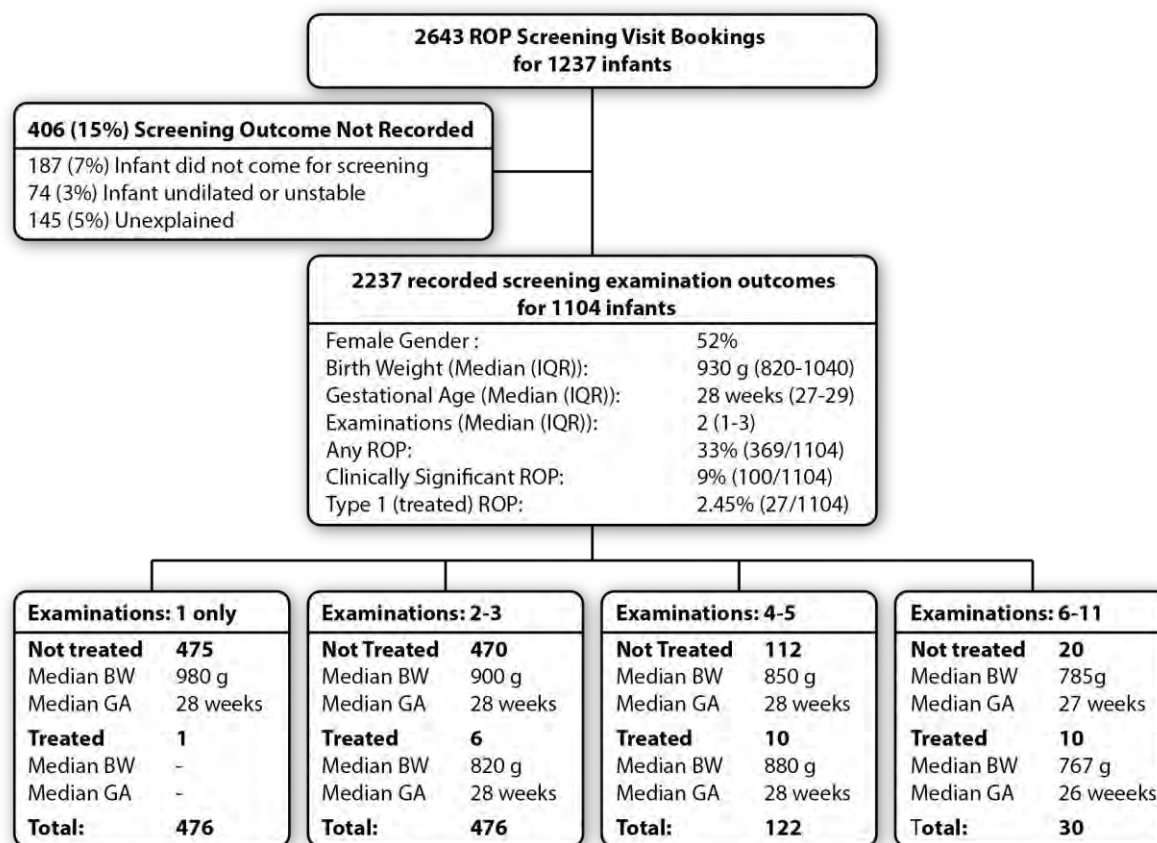 2643 ROP Screening Visit Bookings
for 1237 infants
406 (15%) Screening Outcome Not Recorded
187 (7%) Infant did not come for screening
74 (3%) Infant undilated or unstable
145 (5%) Unexplained
2237 recorded screening examination outcomes
for 1104 infants
Female Gender : 52%
Birth Weight (Median (IQR)): 930 g (820-1040)
Gestational Age (Median (IQR)): 28 weeks (27-29)
Examinations (Median (IQR)): 2 (1-3)
Any ROP: 33% (369/1104)
Clinically Significant ROP: 9% (100/1104)
Type 1 (treated) ROP: 2.45% (27/1104)
Examinations: 1 only
Not treated 475
Median BW 980 g
Median GA 28 weeks
Treated 1
Median BW -
Median GA -
Total: 476
Examinations: 2-3
Not Treated 470
Median BW 900 g
Median GA 28 weeks
Treated 6
Median BW 820 g
Median GA 28 weeks
Total: 476
Examinations: 4-5
Not treated 112
Median BW 850 g
Median GA 28 weeks
Treated 10
Median BW 880 g
Median GA 28 weeks
Total: 122
Examinations: 6-11
Not treated 20
Median BW 785g
Median GA 27 weeks
Treated 10
Median BW 767 g
Median GA 26 weeeks
Total: 30